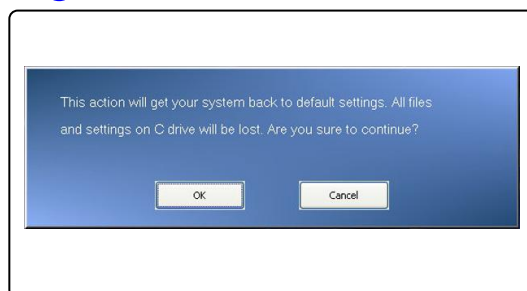 This action will get your system back to default settings. All files
and settings on C drive will be lost. Are you sure to continue?
OK
Cancel